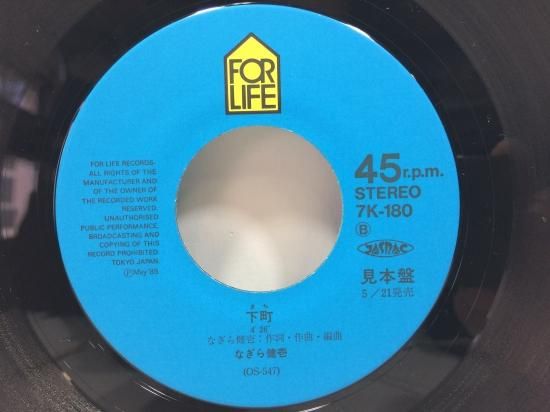 FOR
LIFE
FOR LIFE RECORDS-
ALL RIGHTS OF THE
MANUFACTURER AND
OF THE OWNER OF
THE RECORDED WORK
RESERVED.
UNAUTHORISED
PUBLIC PERFORMANCE,
BROADCASTING AND
COPYING OF THIS
RECORD PROHIBITED.
TOKYO JAPAN.
45r.p.m.
STEREO
7K-180
Ⓑ
JASRAC
見本盤
5/21発売
まち
下町
4′26″
なぎら健壱:作詞・作曲・編曲
なぎら健壱
(OS-547)